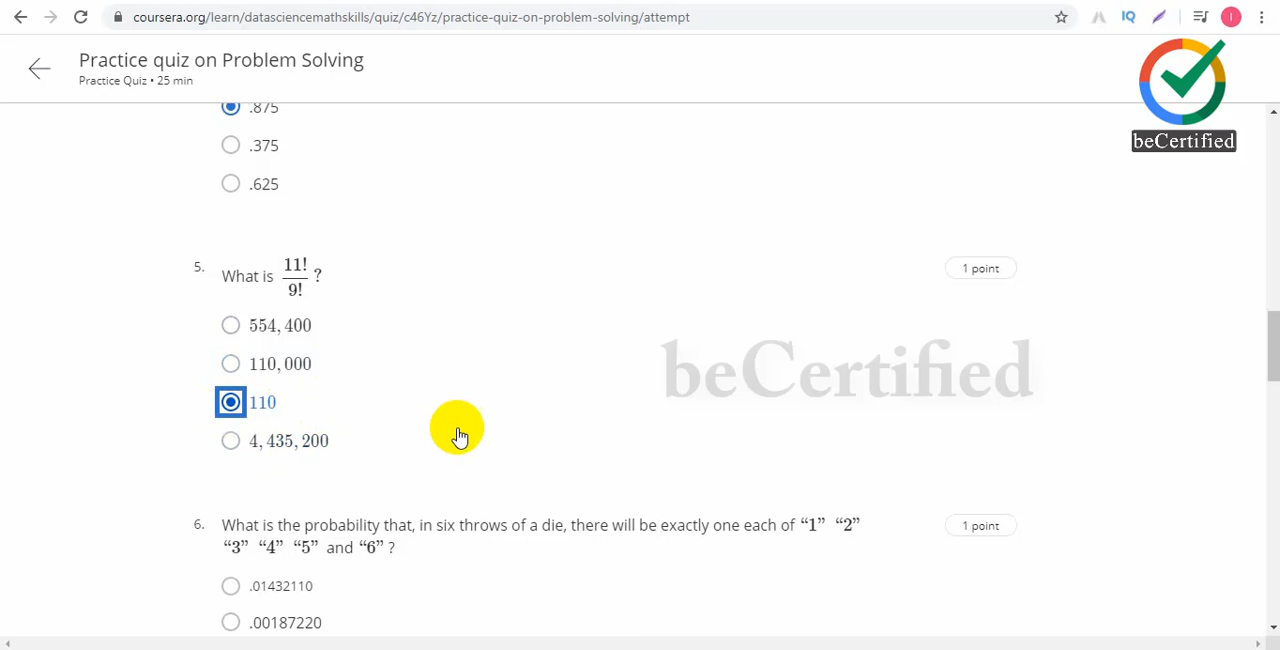 coursera.org/learn/datasciencemathskills/quiz/c46Yz/practice-quiz-on-problem-solving/attempt
IQ
I
Practice quiz on Problem Solving
Practice Quiz • 25 min
beCertified
.875
.375
.625
5.
What is 11!/9! ?
1 point
554,400
110,000
beCertified
110
4,435,200
6.
What is the probability that, in six throws of a die, there will be exactly one each of “1” “2”
1 point
“3” “4” “5” and “6” ?
.01432110
.00187220